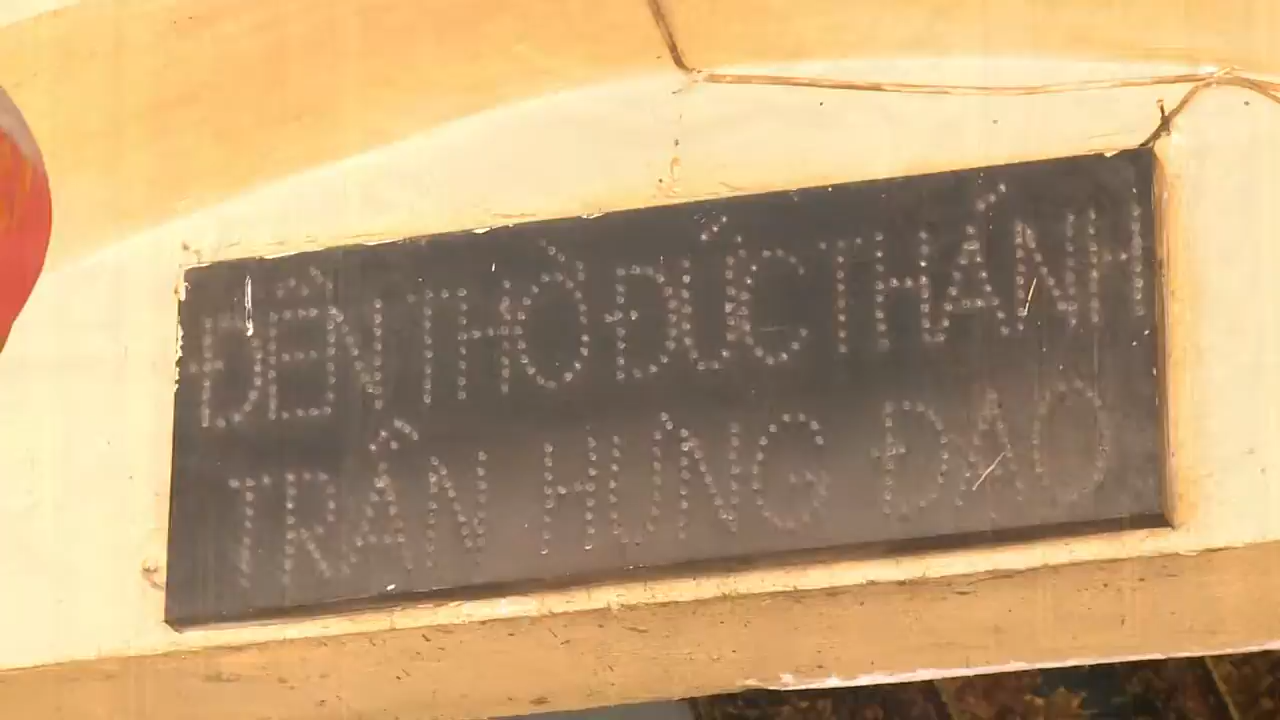 ĐỀN THỜ ĐỨC THÁNH
TRẦN HƯNG ĐẠO